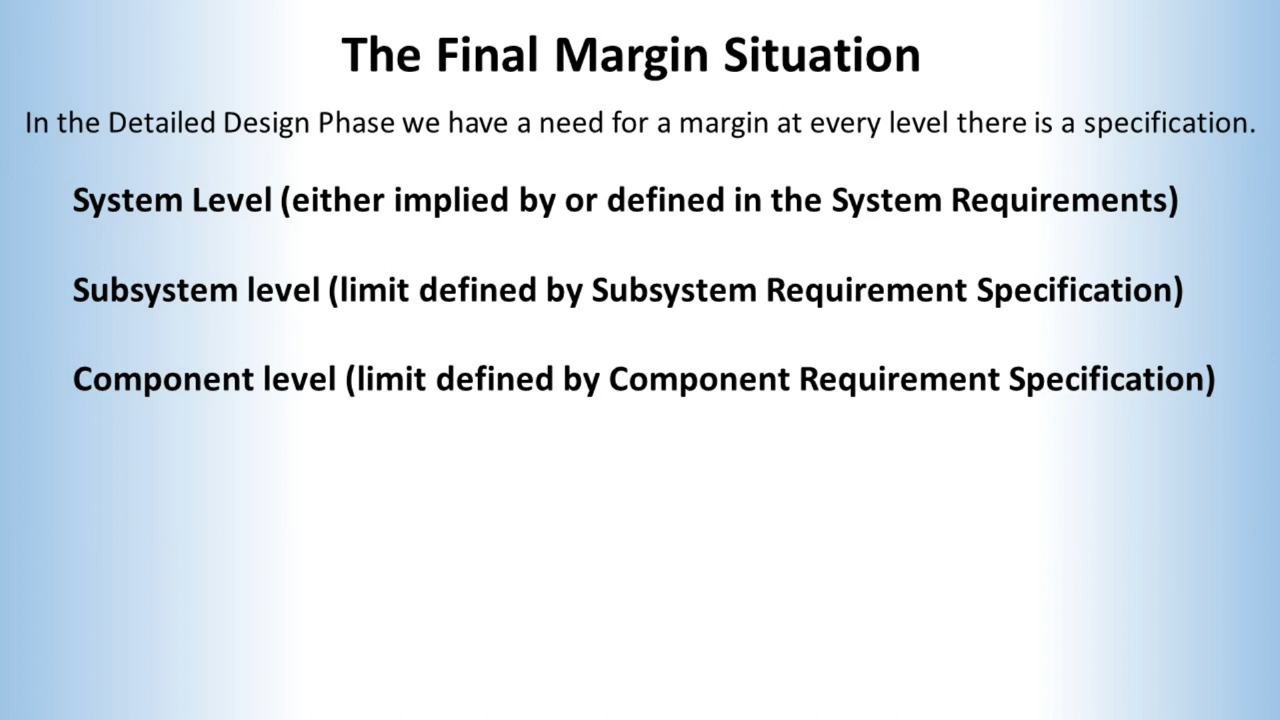 The Final Margin Situation
In the Detailed Design Phase we have a need for a margin at every level there is a specification.
System Level (either implied by or defined in the System Requirements)
Subsystem level (limit defined by Subsystem Requirement Specification)
Component level (limit defined by Component Requirement Specification)